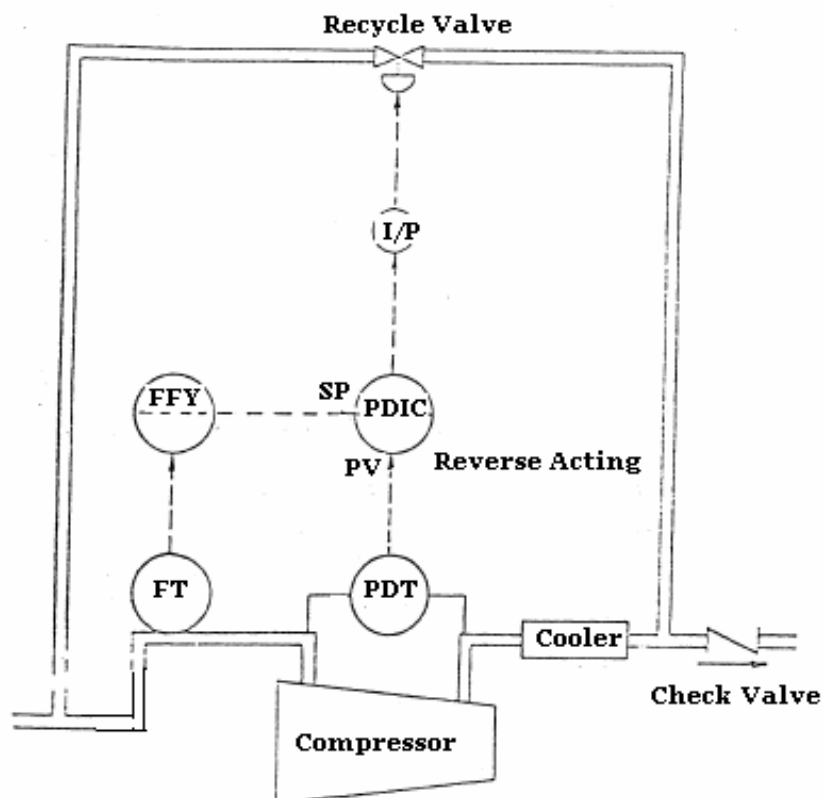 Recycle Valve
I/P
FFY
SP
PDIC
PV
Reverse Acting
FT
PDT
Cooler
Check Valve
Compressor